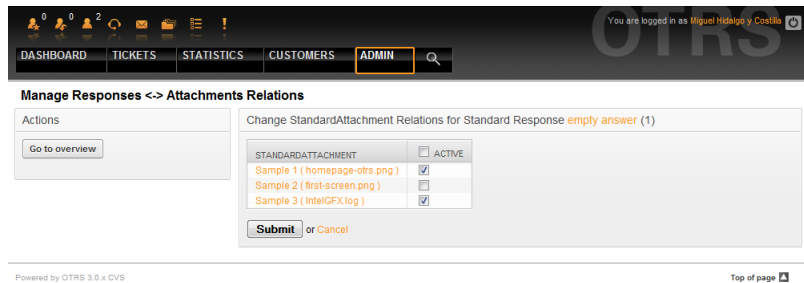 0 0 2
You are logged in as Miguel Hidalgo y Costilla
OTRS
DASHBOARD TICKETS STATISTICS CUSTOMERS ADMIN
Manage Responses <-> Attachments Relations
Actions
Go to overview
Change StandardAttachment Relations for Standard Response empty answer (1)
STANDARDATTACHMENT ACTIVE
Sample 1 ( homepage-otrs.png )
Sample 2 ( first-screen.png )
Sample 3 ( IntelGFX.log )
Submit or Cancel
Powered by OTRS 3.0.x CVS
Top of page